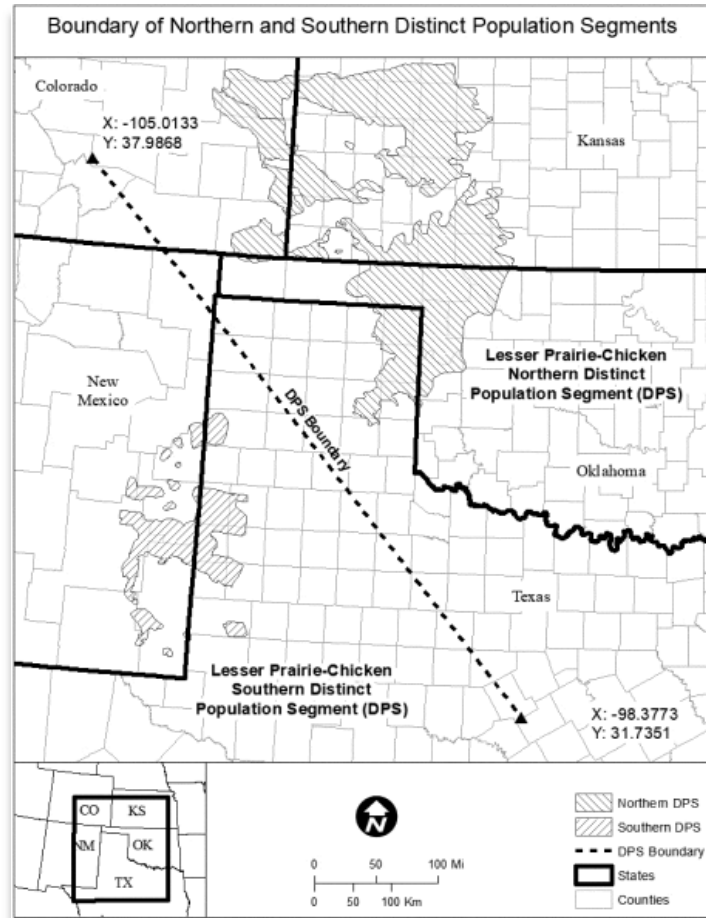 Boundary of Northern and Southern Distinct Population Segments
Colorado
X: -105.0133
Y: 37.9868
Kansas
Lesser Prairie-Chicken
Northern Distinct
Population Segment (DPS)
New
Mexico
DPS Boundary
Oklahoma
Texas
Lesser Prairie-Chicken
Southern Distinct
Population Segment (DPS)
X: -98.3773
Y: 31.7351
CO
KS
NM
OK
TX
N
0 50 100 Mi
0 50 100 Km
Northern DPS
Southern DPS
DPS Boundary
States
Counties